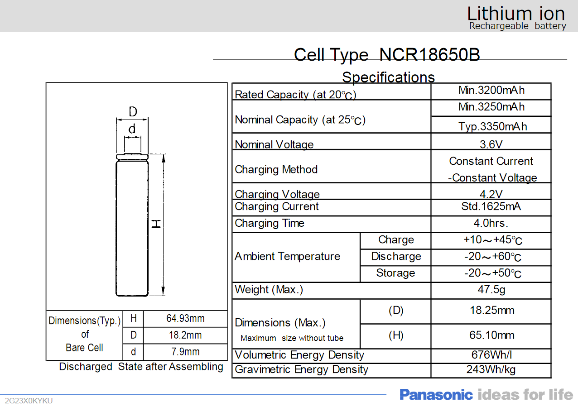 Lithium ion
Rechargeable battery
Cell Type NCR18650B
Specifications
D
d
H
Rated Capacity (at 20℃) Min.3200mAh
Nominal Capacity (at 25℃) Min.3250mAh
Typ.3350mAh
Nominal Voltage 3.6V
Charging Method Constant Current
-Constant Voltage
Charging Voltage 4.2V
Charging Current Std.1625mA
Charging Time 4.0hrs.
Ambient Temperature Charge +10～+45℃
Discharge -20～+60℃
Storage -20～+50℃
Weight (Max.) 47.5g
Dimensions (Max.) (D) 18.25mm
Maximum size without tube (H) 65.10mm
Volumetric Energy Density 676Wh/l
Gravimetric Energy Density 243Wh/kg
Dimensions(Typ.) H 64.93mm
of D 18.2mm
Bare Cell d 7.9mm
Discharged State after Assembling
Panasonic ideas for life
2023X0KYKU